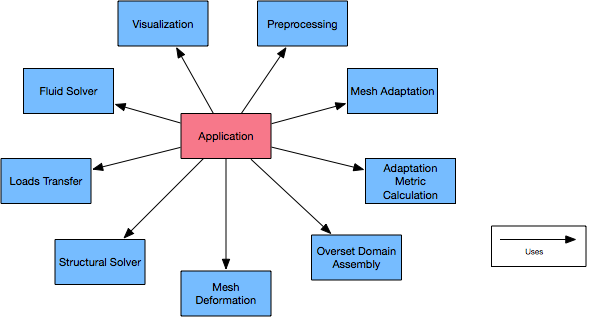 Visualization
Preprocessing
Fluid Solver
Mesh Adaptation
Application
Loads Transfer
Adaptation
Metric
Calculation
Structural Solver
Overset Domain
Assembly
Mesh
Deformation
Uses